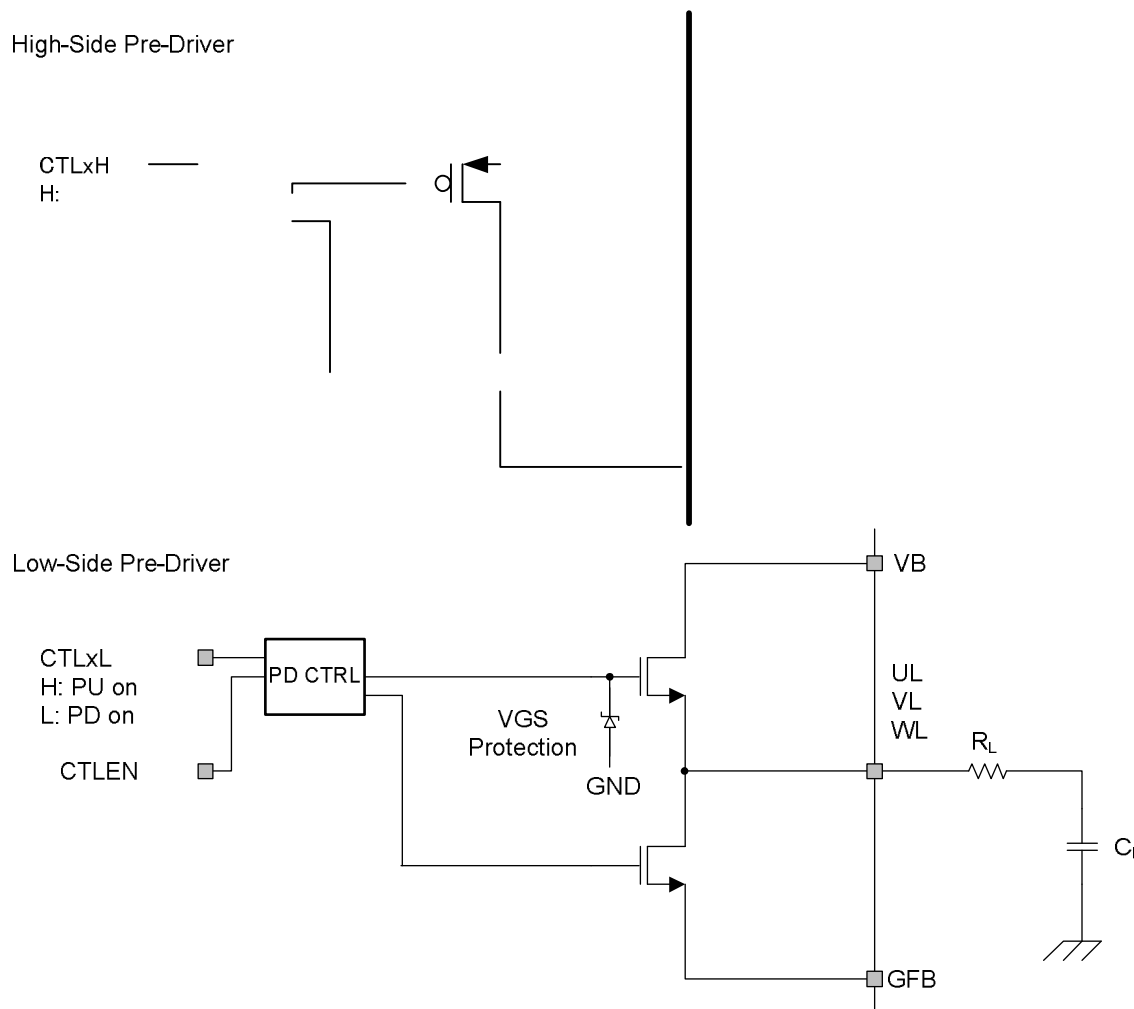 High-Side Pre-Driver
CTLxH
H:
Low-Side Pre-Driver
VB
CTLxL
H: PU on
L: PD on
PD CTRL
UL
VL
WL
VGS
Protection
RL
CTLEN
GND
GFB